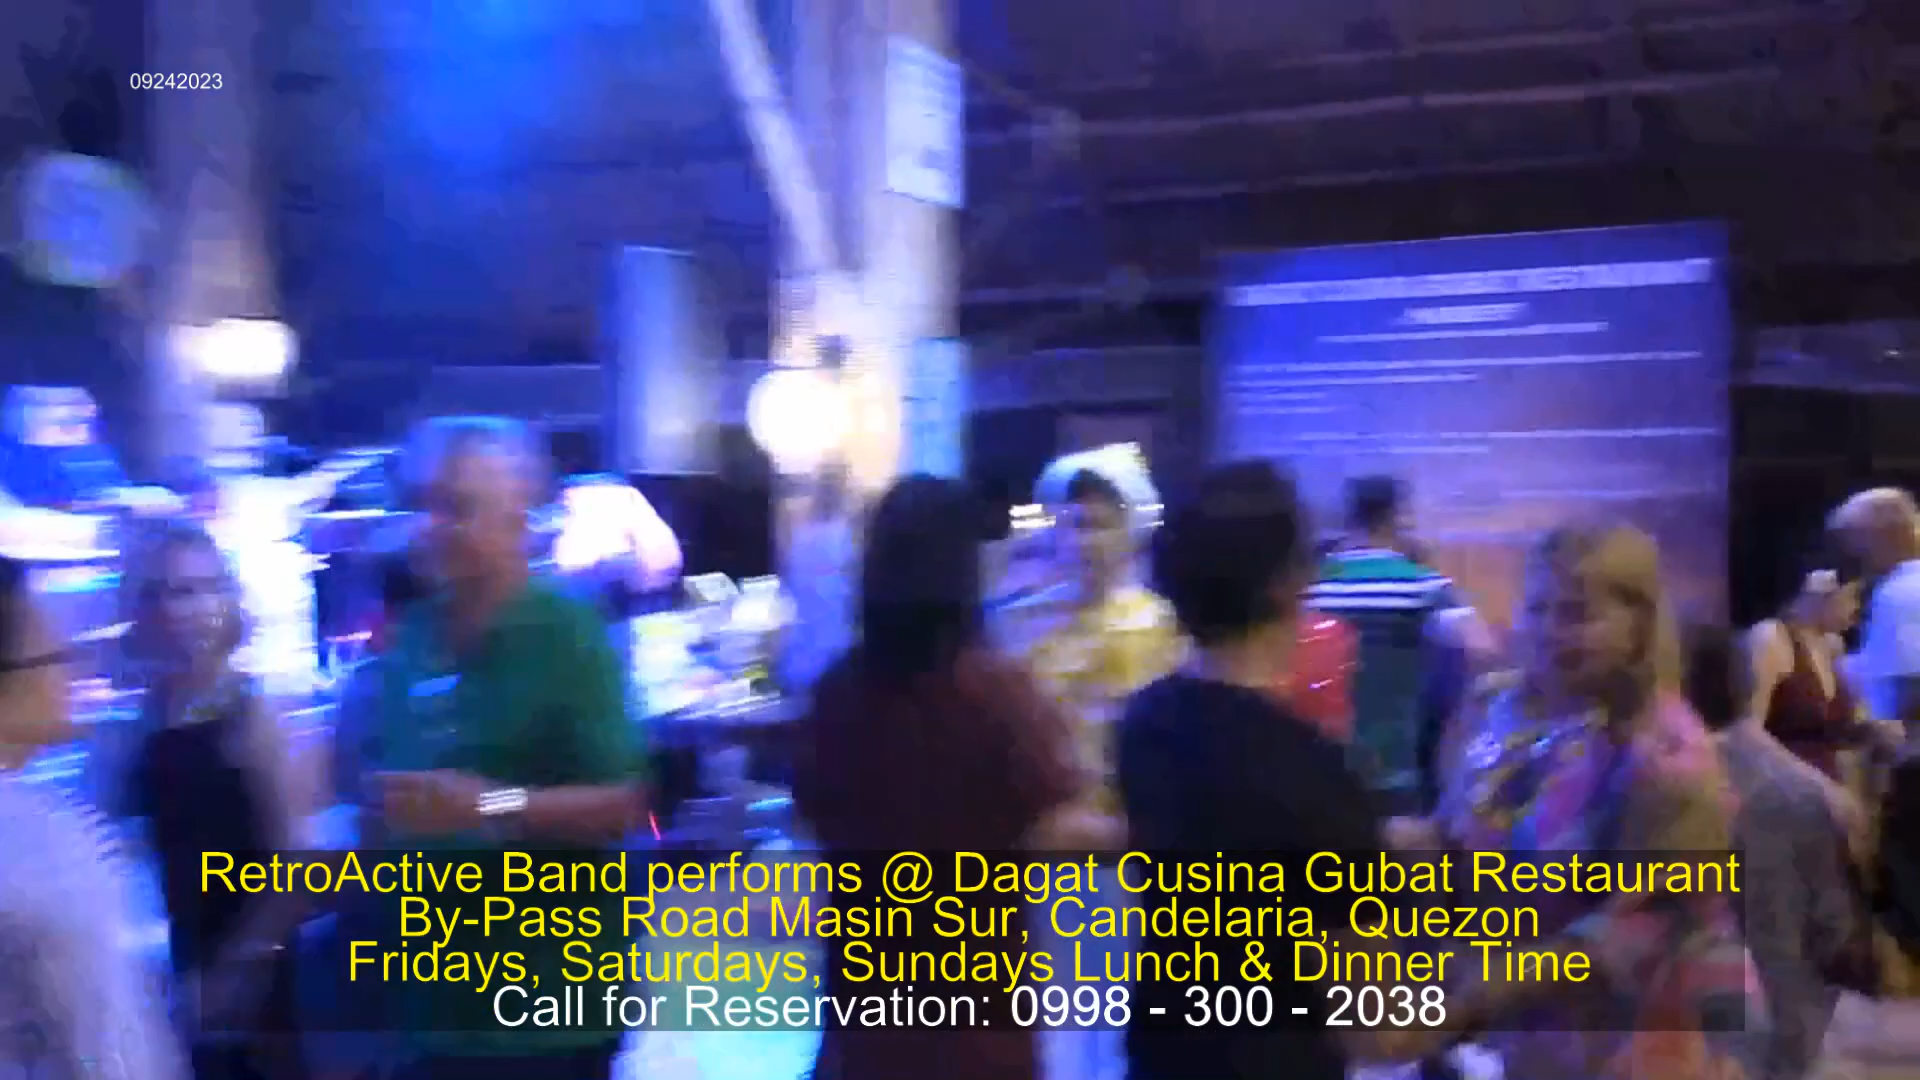 09242023
RetroActive Band performs @ Dagat Cusina Gubat Restaurant
By-Pass Road Masin Sur, Candelaria, Quezon
Fridays, Saturdays, Sundays Lunch & Dinner Time
Call for Reservation: 0998 - 300 - 2038